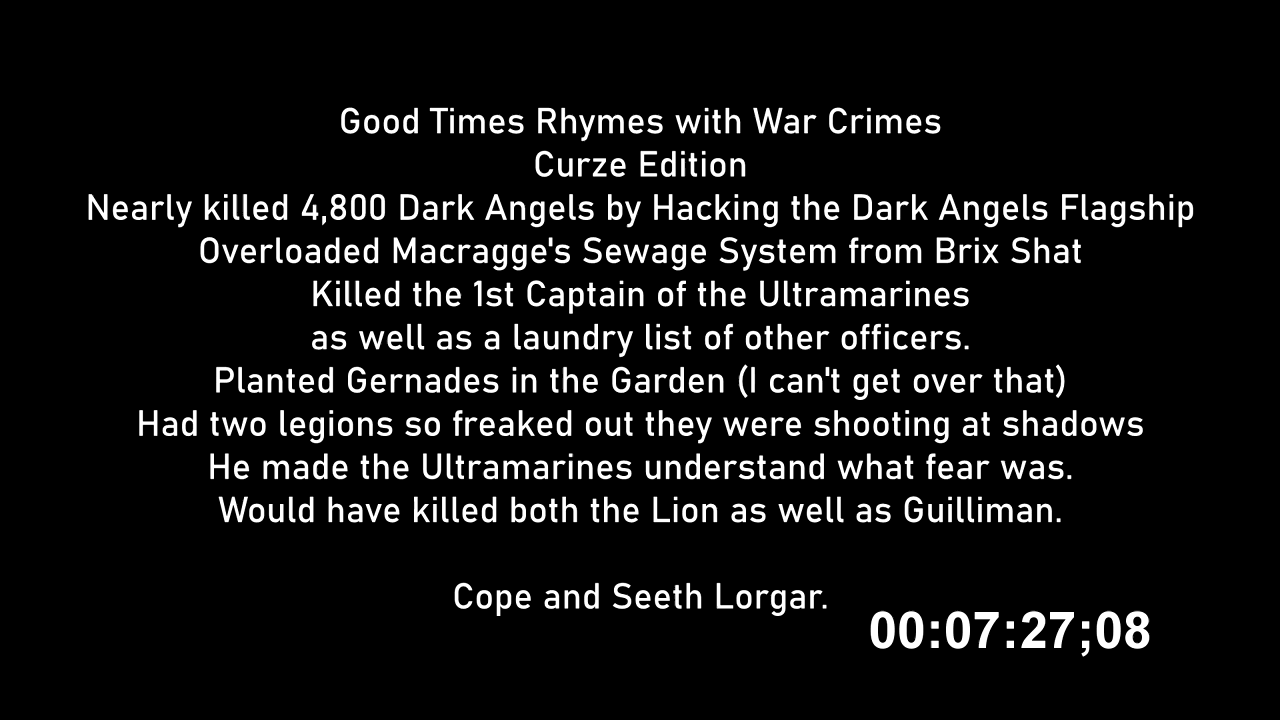 Good Times Rhymes with War Crimes
Curze Edition
Nearly killed 4,800 Dark Angels by Hacking the Dark Angels Flagship
Overloaded Macragge's Sewage System from Brix Shat
Killed the 1st Captain of the Ultramarines
as well as a laundry list of other officers.
Planted Gernades in the Garden (I can't get over that)
Had two legions so freaked out they were shooting at shadows
He made the Ultramarines understand what fear was.
Would have killed both the Lion as well as Guilliman.
Cope and Seeth Lorgar.
00:07:27;08